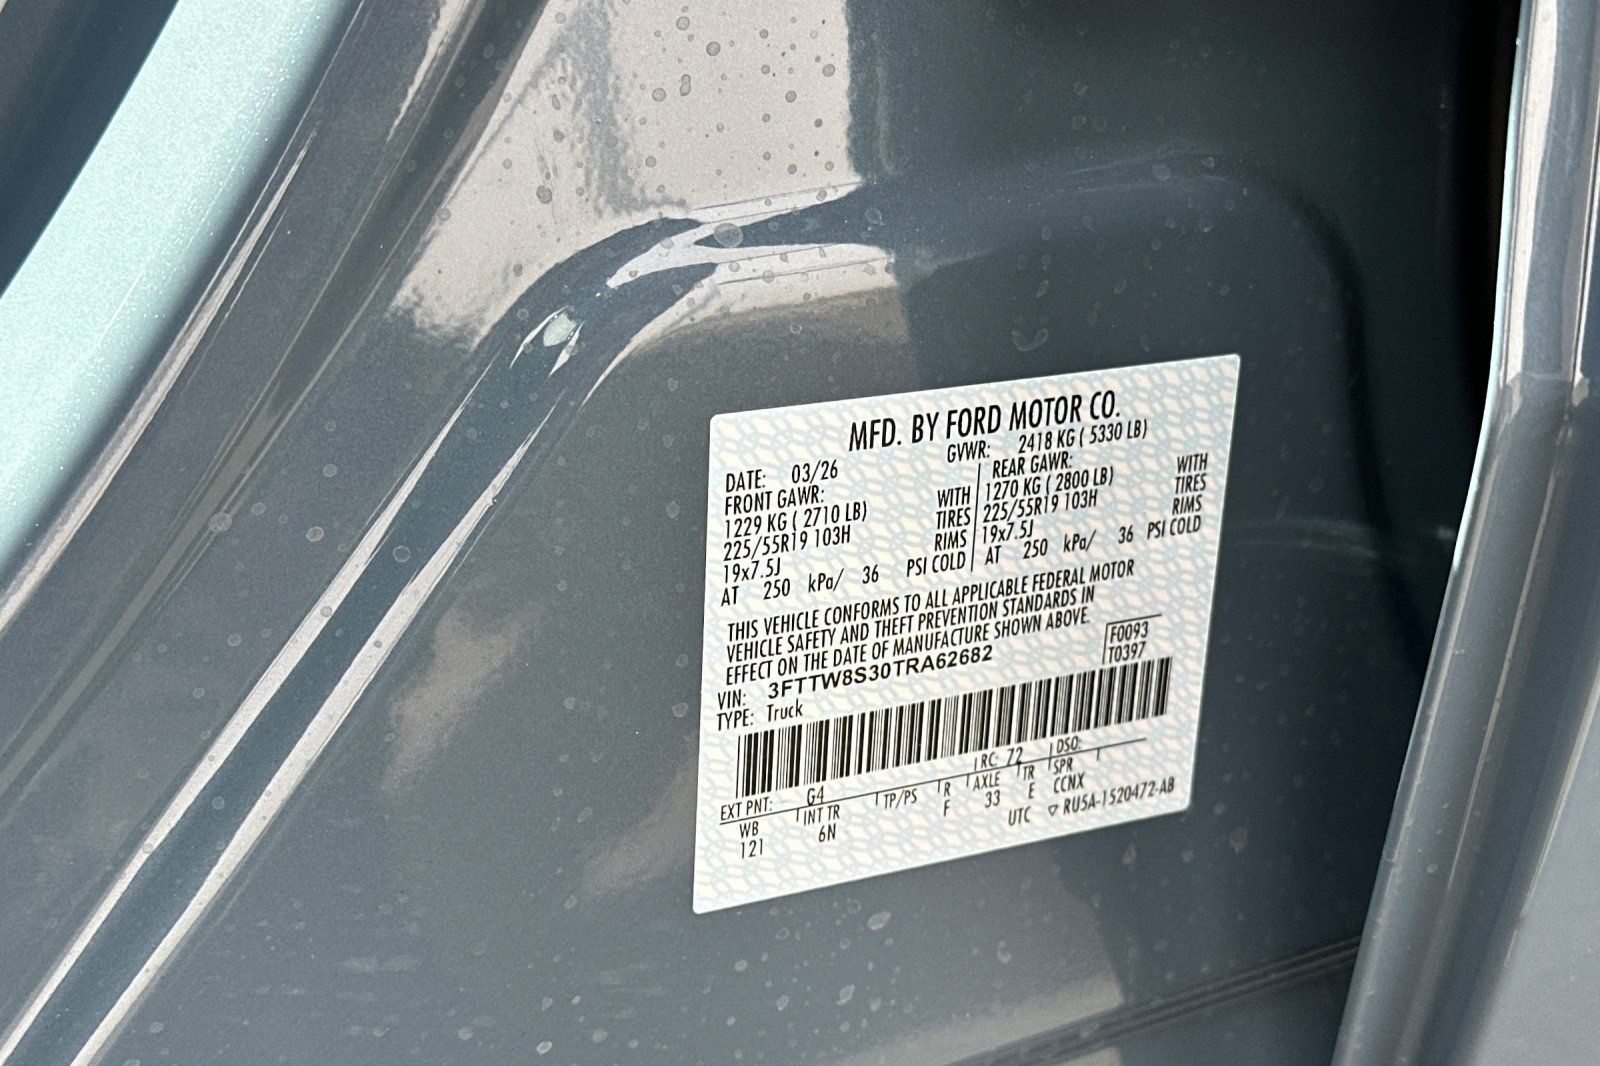 MFD. BY FORD MOTOR CO.
DATE: 03/26 GVWR: 2418 KG ( 5330 LB)
FRONT GAWR: REAR GAWR:
1229 KG ( 2710 LB) WITH 1270 KG ( 2800 LB) WITH
225/55R19 103H TIRES 225/55R19 103H TIRES
19x7.5J RIMS 19x7.5J RIMS
AT 250 kPa/ 36 PSI COLD AT 250 kPa/ 36 PSI COLD
THIS VEHICLE CONFORMS TO ALL APPLICABLE FEDERAL MOTOR
VEHICLE SAFETY AND THEFT PREVENTION STANDARDS IN
EFFECT ON THE DATE OF MANUFACTURE SHOWN ABOVE.
F0093
VIN: 3FTTW8S30TRA62682 T0397
TYPE: Truck
EXT PNT: G4 RC: 72 DSO:
WB INT TR TP/PS R AXLE TR SPR
121 6N F 33 E CCNX
UTC ▽ RU5A-1520472-AB